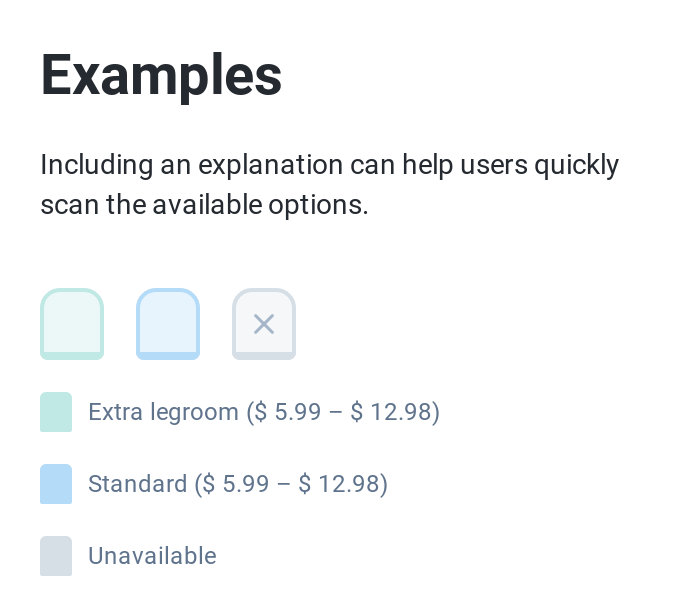 Examples
Including an explanation can help users quickly
scan the available options.
Extra legroom ($ 5.99 – $ 12.98)
Standard ($ 5.99 – $ 12.98)
Unavailable